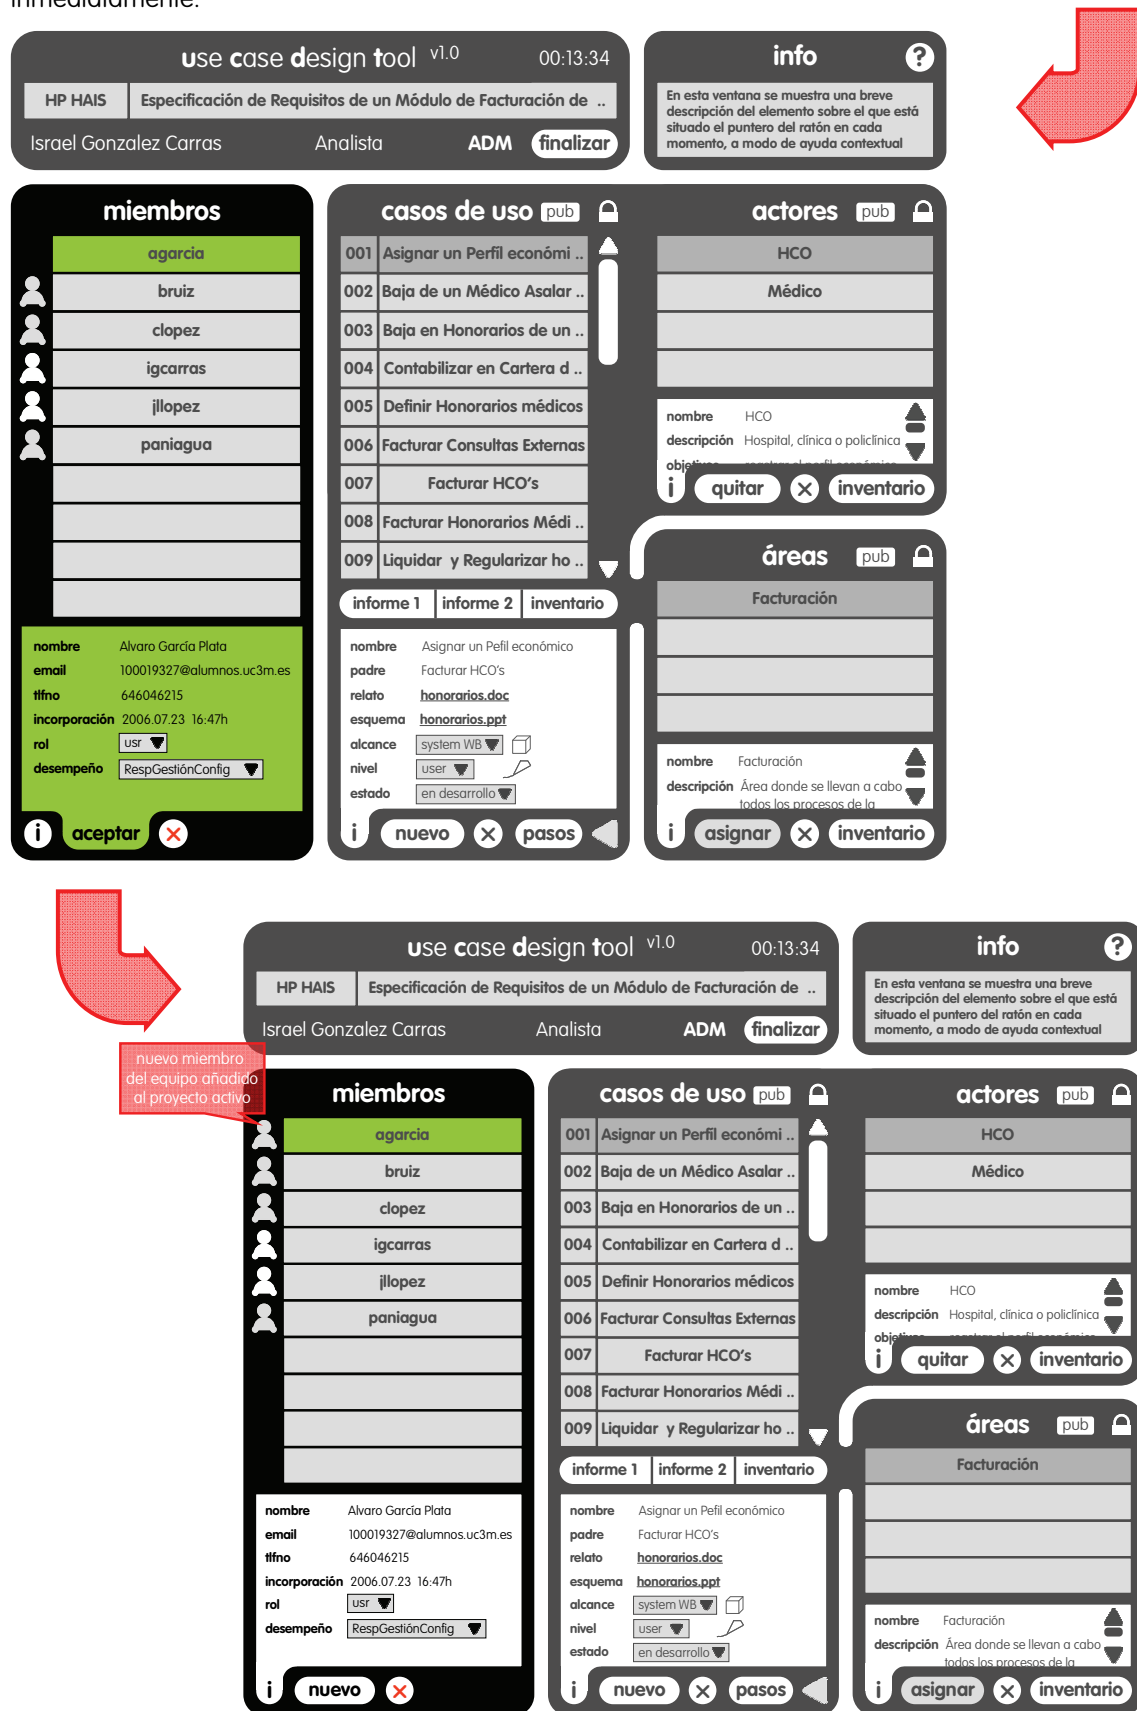 inmediatamente.
use case design tool v1.0 00:13:34
HP HAIS Especificación de Requisitos de un Módulo de Facturación de ..
Israel Gonzalez Carras Analista ADM finalizar
info ?
En esta ventana se muestra una breve
descripción del elemento sobre el que está
situado el puntero del ratón en cada
momento, a modo de ayuda contextual
miembros
agarcia
bruiz
clopez
igcarras
jllopez
paniagua
nombre Alvaro García Plata
email 100019327@alumnos.uc3m.es
tlfno 646046215
incorporación 2006.07.23 16:47h
rol usr
desempeño RespGestiónConfig
i aceptar
casos de uso pub
001 Asignar un Perfil económi ..
002 Baja de un Médico Asalar ..
003 Baja en Honorarios de un ..
004 Contabilizar en Cartera d ..
005 Definir Honorarios médicos
006 Facturar Consultas Externas
007 Facturar HCO's
008 Facturar Honorarios Médi ..
009 Liquidar y Regularizar ho ..
informe 1 informe 2 inventario
nombre Asignar un Pefil económico
padre Facturar HCO's
relato honorarios.doc
esquema honorarios.ppt
alcance system WB
nivel user
estado en desarrollo
i nuevo pasos
actores pub
HCO
Médico
nombre HCO
descripción Hospital, clínica o policlínica
i quitar inventario
áreas pub
Facturación
nombre Facturación
descripción Área donde se llevan a cabo
todos los procesos de la
i asignar inventario
use case design tool v1.0 00:13:34
HP HAIS Especificación de Requisitos de un Módulo de Facturación de ..
Israel Gonzalez Carras Analista ADM finalizar
info ?
En esta ventana se muestra una breve
descripción del elemento sobre el que está
situado el puntero del ratón en cada
momento, a modo de ayuda contextual
nuevo miembro
del equipo añadido
al proyecto activo
miembros
agarcia
bruiz
clopez
igcarras
jllopez
paniagua
nombre Alvaro García Plata
email 100019327@alumnos.uc3m.es
tlfno 646046215
incorporación 2006.07.23 16:47h
rol usr
desempeño RespGestiónConfig
i nuevo
casos de uso pub
001 Asignar un Perfil económi ..
002 Baja de un Médico Asalar ..
003 Baja en Honorarios de un ..
004 Contabilizar en Cartera d ..
005 Definir Honorarios médicos
006 Facturar Consultas Externas
007 Facturar HCO's
008 Facturar Honorarios Médi ..
009 Liquidar y Regularizar ho ..
informe 1 informe 2 inventario
nombre Asignar un Pefil económico
padre Facturar HCO's
relato honorarios.doc
esquema honorarios.ppt
alcance system WB
nivel user
estado en desarrollo
i nuevo pasos
actores pub
HCO
Médico
nombre HCO
descripción Hospital, clínica o policlínica
i quitar inventario
áreas pub
Facturación
nombre Facturación
descripción Área donde se llevan a cabo
todos los procesos de la
i asignar inventario